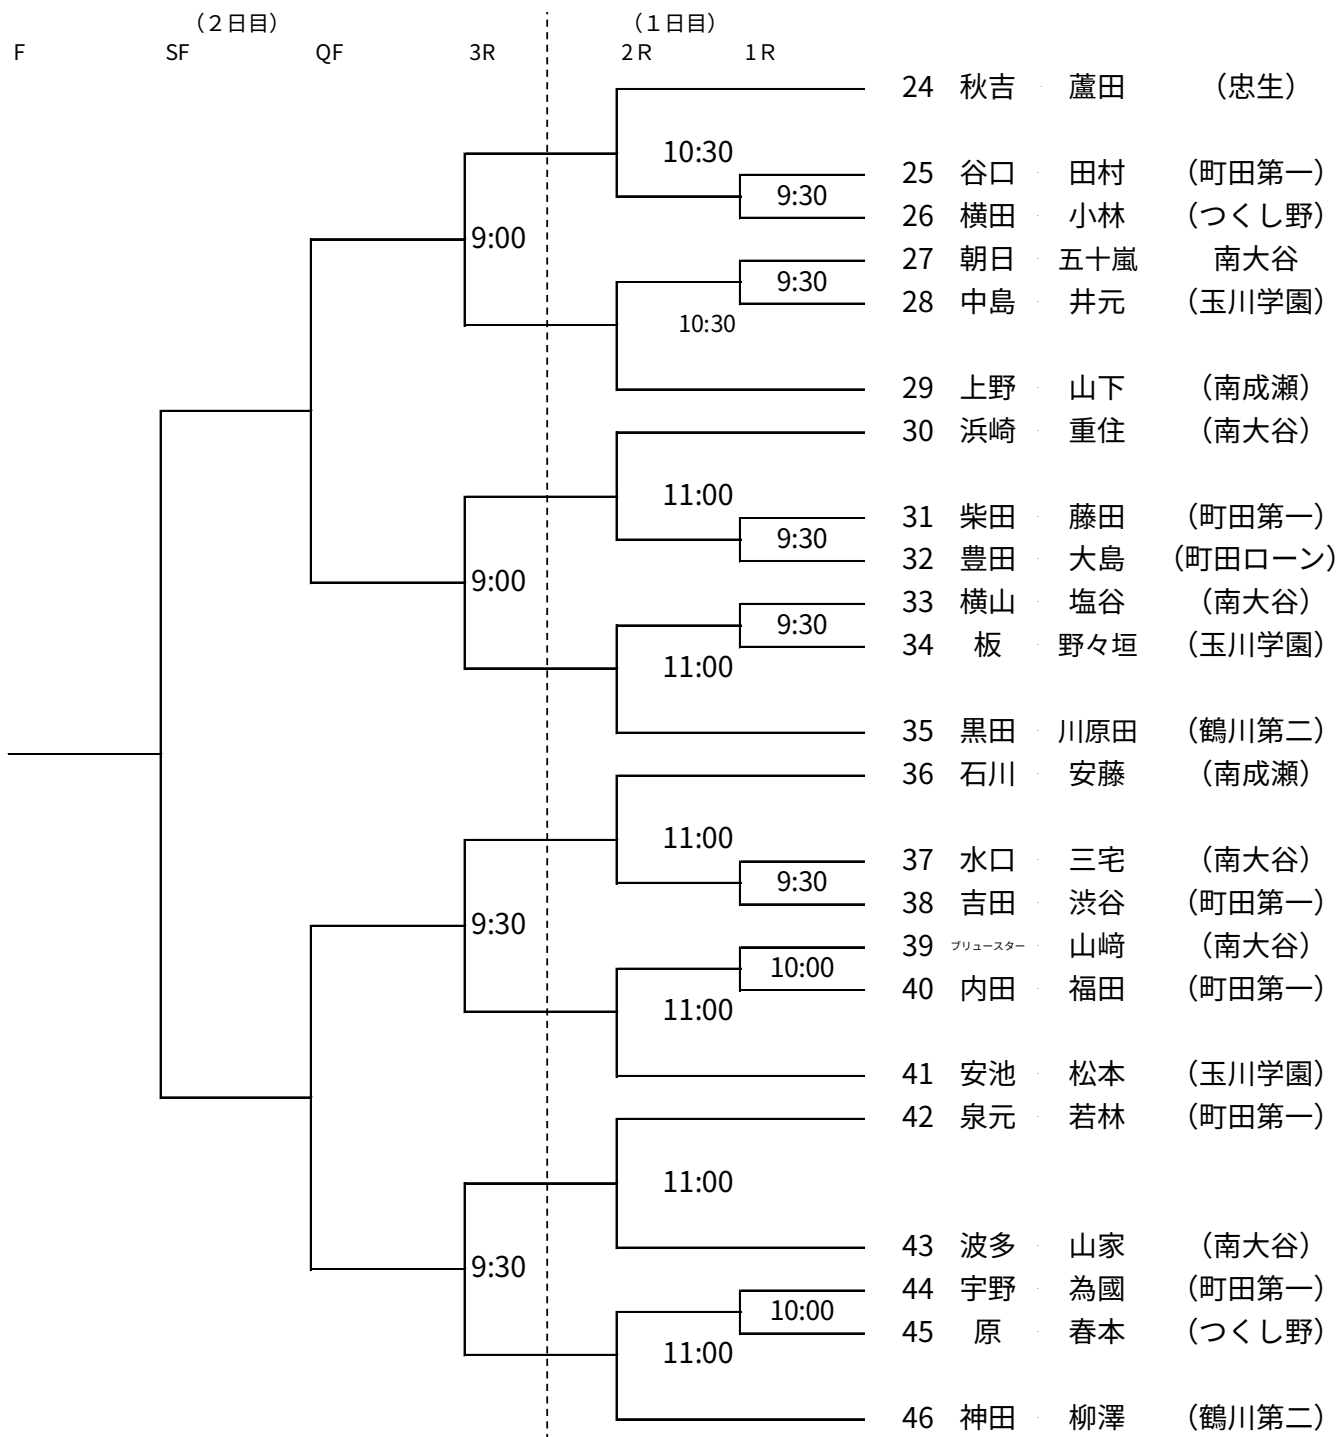 （２日目） （１日目）
F SF QF 3R 2R 1R
24 秋吉 · 蘆田 （忠生）
10:30
25 谷口 · 田村 （町田第一）
9:30
26 横田 · 小林 （つくし野）
9:00
27 朝日 · 五十嵐 南大谷
9:30
28 中島 · 井元 （玉川学園）
10:30
29 上野 · 山下 （南成瀬）
30 浜崎 · 重住 （南大谷）
11:00
31 柴田 · 藤田 （町田第一）
9:30
32 豊田 · 大島 （町田ローン）
9:00
33 横山 · 塩谷 （南大谷）
9:30
34 板 · 野々垣 （玉川学園）
11:00
35 黒田 · 川原田 （鶴川第二）
36 石川 · 安藤 （南成瀬）
11:00
37 水口 · 三宅 （南大谷）
9:30
38 吉田 · 渋谷 （町田第一）
9:30
39 ブリュースター · 山﨑 （南大谷）
10:00
40 内田 · 福田 （町田第一）
11:00
41 安池 · 松本 （玉川学園）
42 泉元 · 若林 （町田第一）
11:00
43 波多 · 山家 （南大谷）
9:30
44 宇野 · 為國 （町田第一）
10:00
45 原 · 春本 （つくし野）
11:00
46 神田 · 柳澤 （鶴川第二）